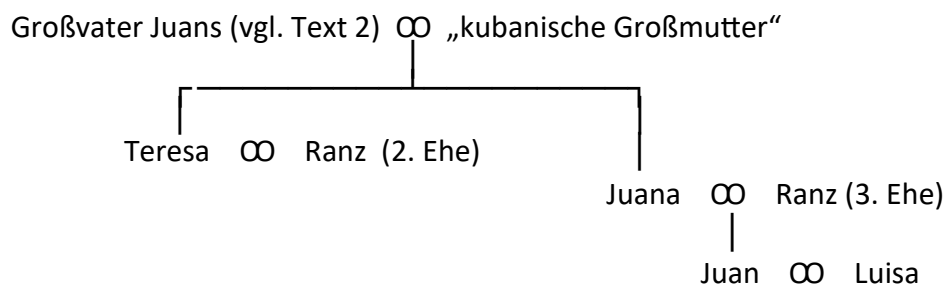 Großvater Juans (vgl. Text 2) ꝏ „kubanische Großmutter“
Teresa ꝏ Ranz (2. Ehe)
Juana ꝏ Ranz (3. Ehe)
Juan ꝏ Luisa